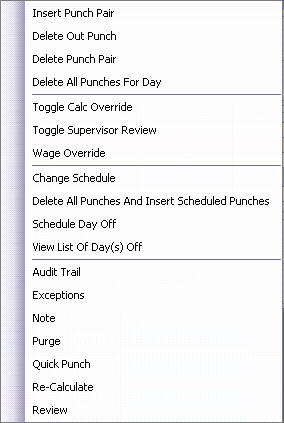 Insert Punch Pair
Delete Out Punch
Delete Punch Pair
Delete All Punches For Day
Toggle Calc Override
Toggle Supervisor Review
Wage Override
Change Schedule
Delete All Punches And Insert Scheduled Punches
Schedule Day Off
View List Of Day(s) Off
Audit Trail
Exceptions
Note
Purge
Quick Punch
Re-Calculate
Review